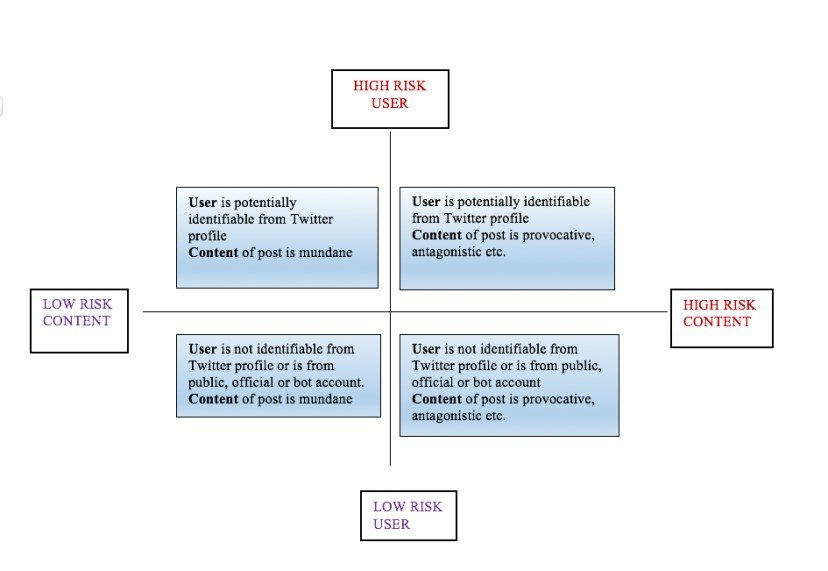 HIGH RISK
USER
User is potentially
identifiable from Twitter
profile
Content of post is mundane
User is potentially identifiable
from Twitter profile
Content of post is provocative,
antagonistic etc.
LOW RISK
CONTENT
HIGH RISK
CONTENT
User is not identifiable from
Twitter profile or is from
public, official or bot account.
Content of post is mundane
User is not identifiable from
Twitter profile or is from public,
official or bot account
Content of post is provocative,
antagonistic etc.
LOW RISK
USER